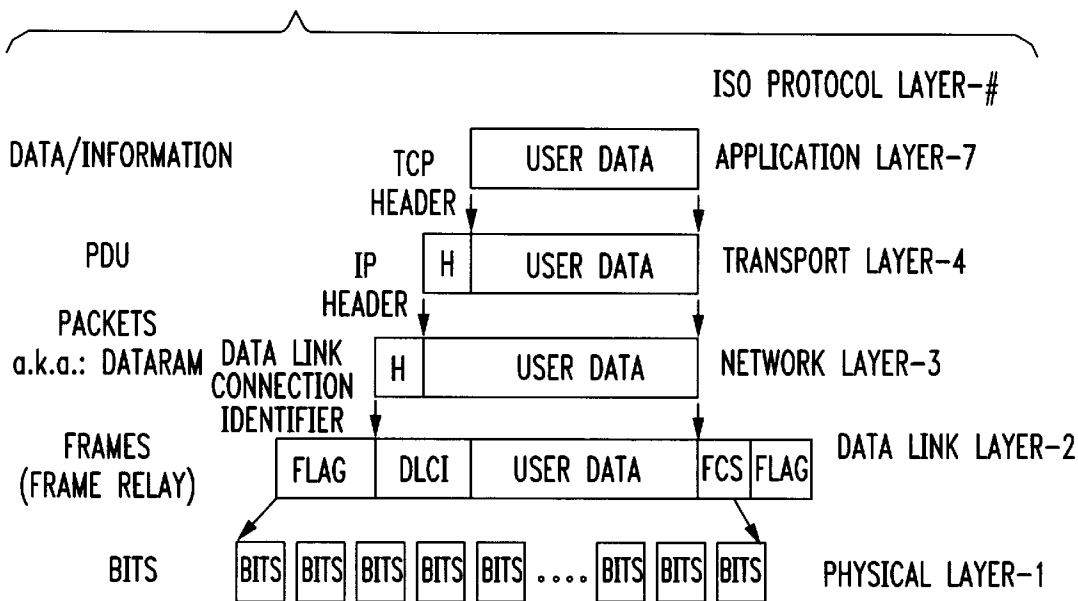 ISO PROTOCOL LAYER-#
DATA/INFORMATION
TCP
HEADER
USER DATA
APPLICATION LAYER-7
PDU
IP
HEADER
H
USER DATA
TRANSPORT LAYER-4
PACKETS
a.k.a.: DATARAM
DATA LINK
CONNECTION
IDENTIFIER
H
USER DATA
NETWORK LAYER-3
FRAMES
(FRAME RELAY)
FLAG
DLCI
USER DATA
FCS
FLAG
DATA LINK LAYER-2
BITS
BITS BITS BITS BITS BITS .... BITS BITS BITS
PHYSICAL LAYER-1